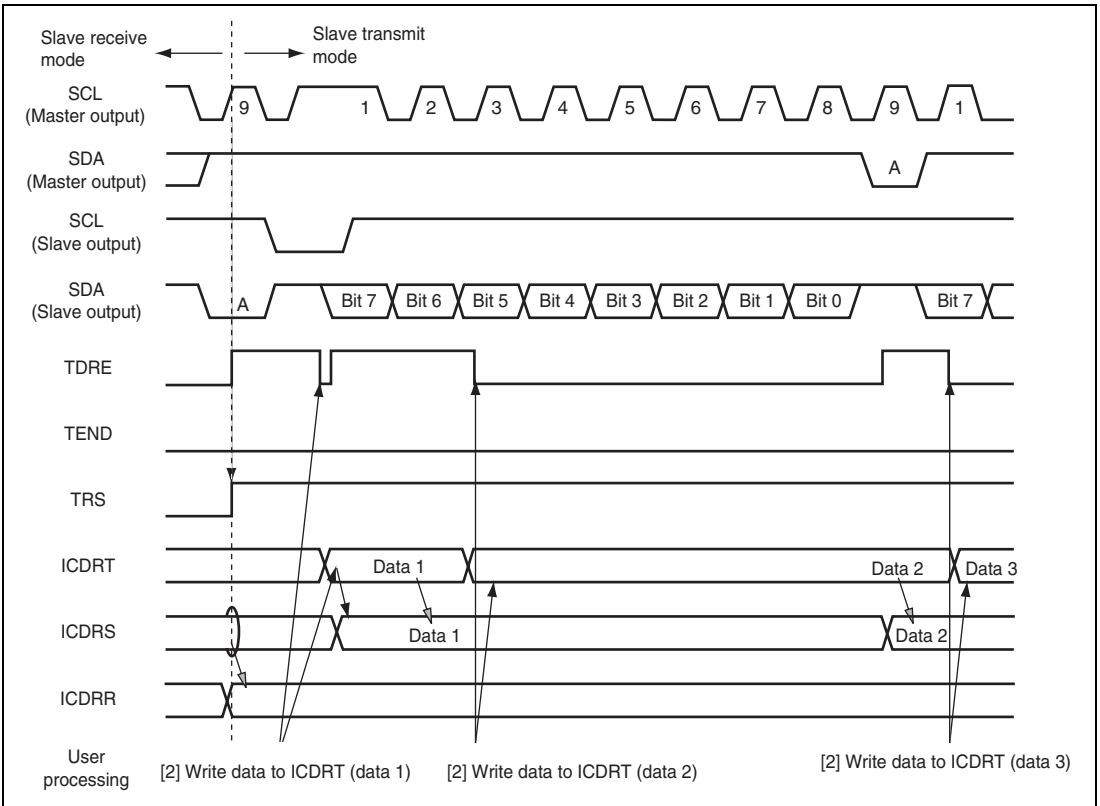 Slave receive
mode
Slave transmit
mode
SCL
(Master output)
9 1 2 3 4 5 6 7 8 9 1
SDA
(Master output)
A
SCL
(Slave output)
SDA
(Slave output)
A Bit 7 Bit 6 Bit 5 Bit 4 Bit 3 Bit 2 Bit 1 Bit 0 Bit 7
TDRE
TEND
TRS
ICDRT
Data 1 Data 2 Data 3
ICDRS
Data 1 Data 2
ICDRR
User
processing
[2] Write data to ICDRT (data 1) [2] Write data to ICDRT (data 2) [2] Write data to ICDRT (data 3)